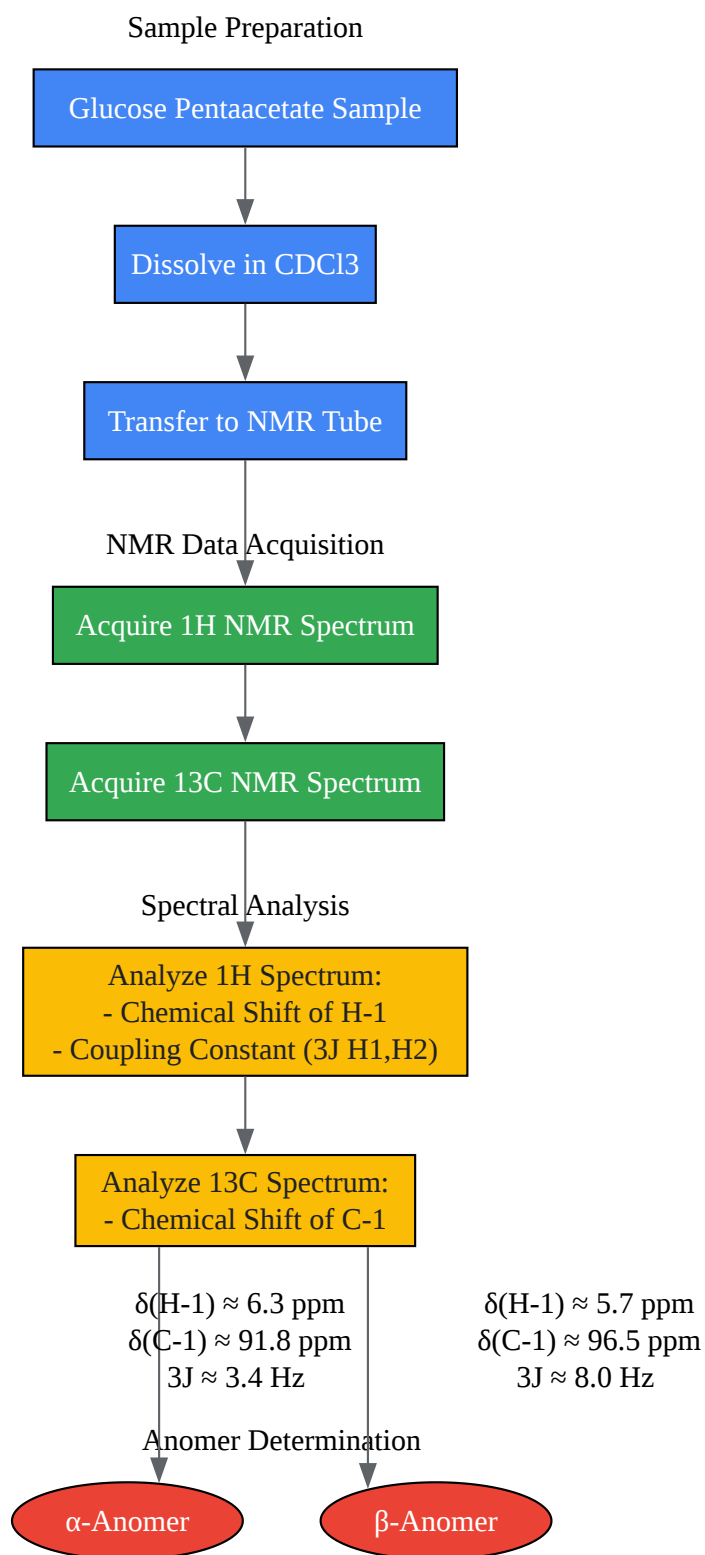 Sample Preparation
Glucose Pentaacetate Sample
Dissolve in CDCl3
Transfer to NMR Tube
NMR Data Acquisition
Acquire 1H NMR Spectrum
Acquire 13C NMR Spectrum
Spectral Analysis
Analyze 1H Spectrum:
- Chemical Shift of H-1
- Coupling Constant (3J H1,H2)
Analyze 13C Spectrum:
- Chemical Shift of C-1
δ(H-1) ≈ 6.3 ppm
δ(C-1) ≈ 91.8 ppm
3J ≈ 3.4 Hz
δ(H-1) ≈ 5.7 ppm
δ(C-1) ≈ 96.5 ppm
3J ≈ 8.0 Hz
Anomer Determination
α-Anomer
β-Anomer